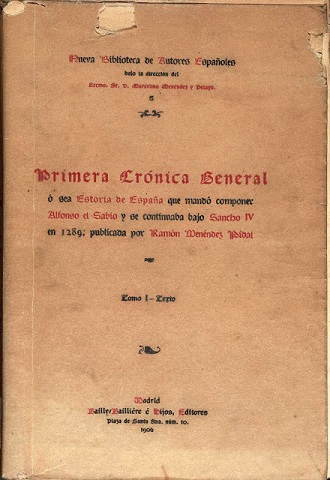 Nueva Biblioteca de Autores Españoles
bajo la dirección del
Excmo. Sr. D. Marcelino Menéndez y Pelayo.
5
Primera Crónica General
ó sea Estoria de España que mandó componer
Alfonso el Sabio y se continuaba bajo Sancho IV
en 1289; publicada por Ramón Menéndez Pidal
Tomo I - Texto
Madrid
Bailly-Bailliére é Hijos, Editores
Plaza de Santa Ana, núm. 10.
1906